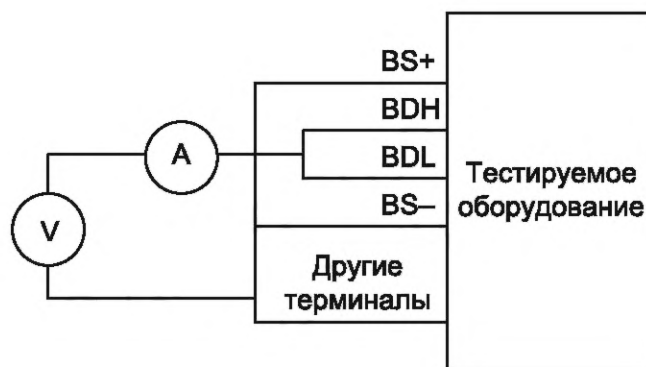 BS+
BDH
A
BDL
Тестируемое
оборудование
V
BS–
Другие
терминалы